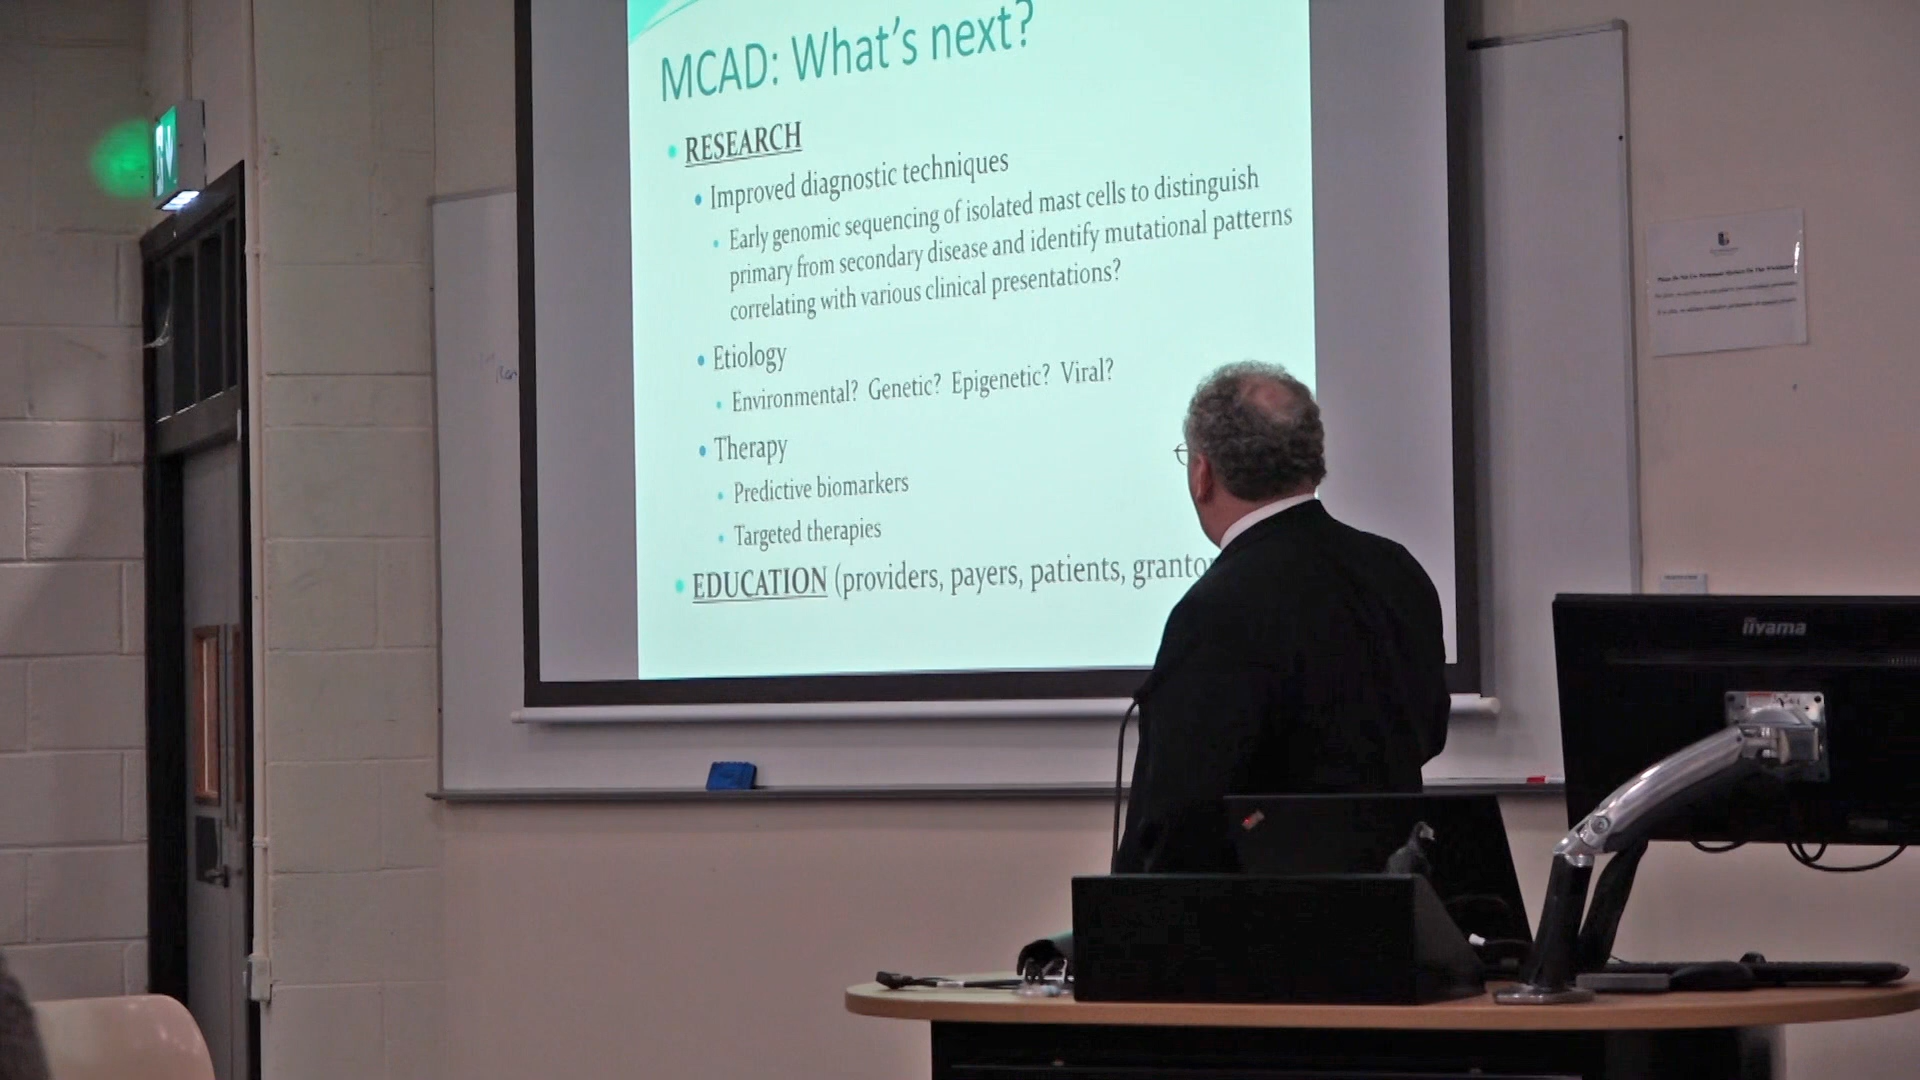 MCAD: What's next?
• RESEARCH
• Improved diagnostic techniques
• Early genomic sequencing of isolated mast cells to distinguish
primary from secondary disease and identify mutational patterns
correlating with various clinical presentations?
• Etiology
• Environmental? Genetic? Epigenetic? Viral?
• Therapy
• Predictive biomarkers
• Targeted therapies
• EDUCATION (providers, payers, patients,
iiyama